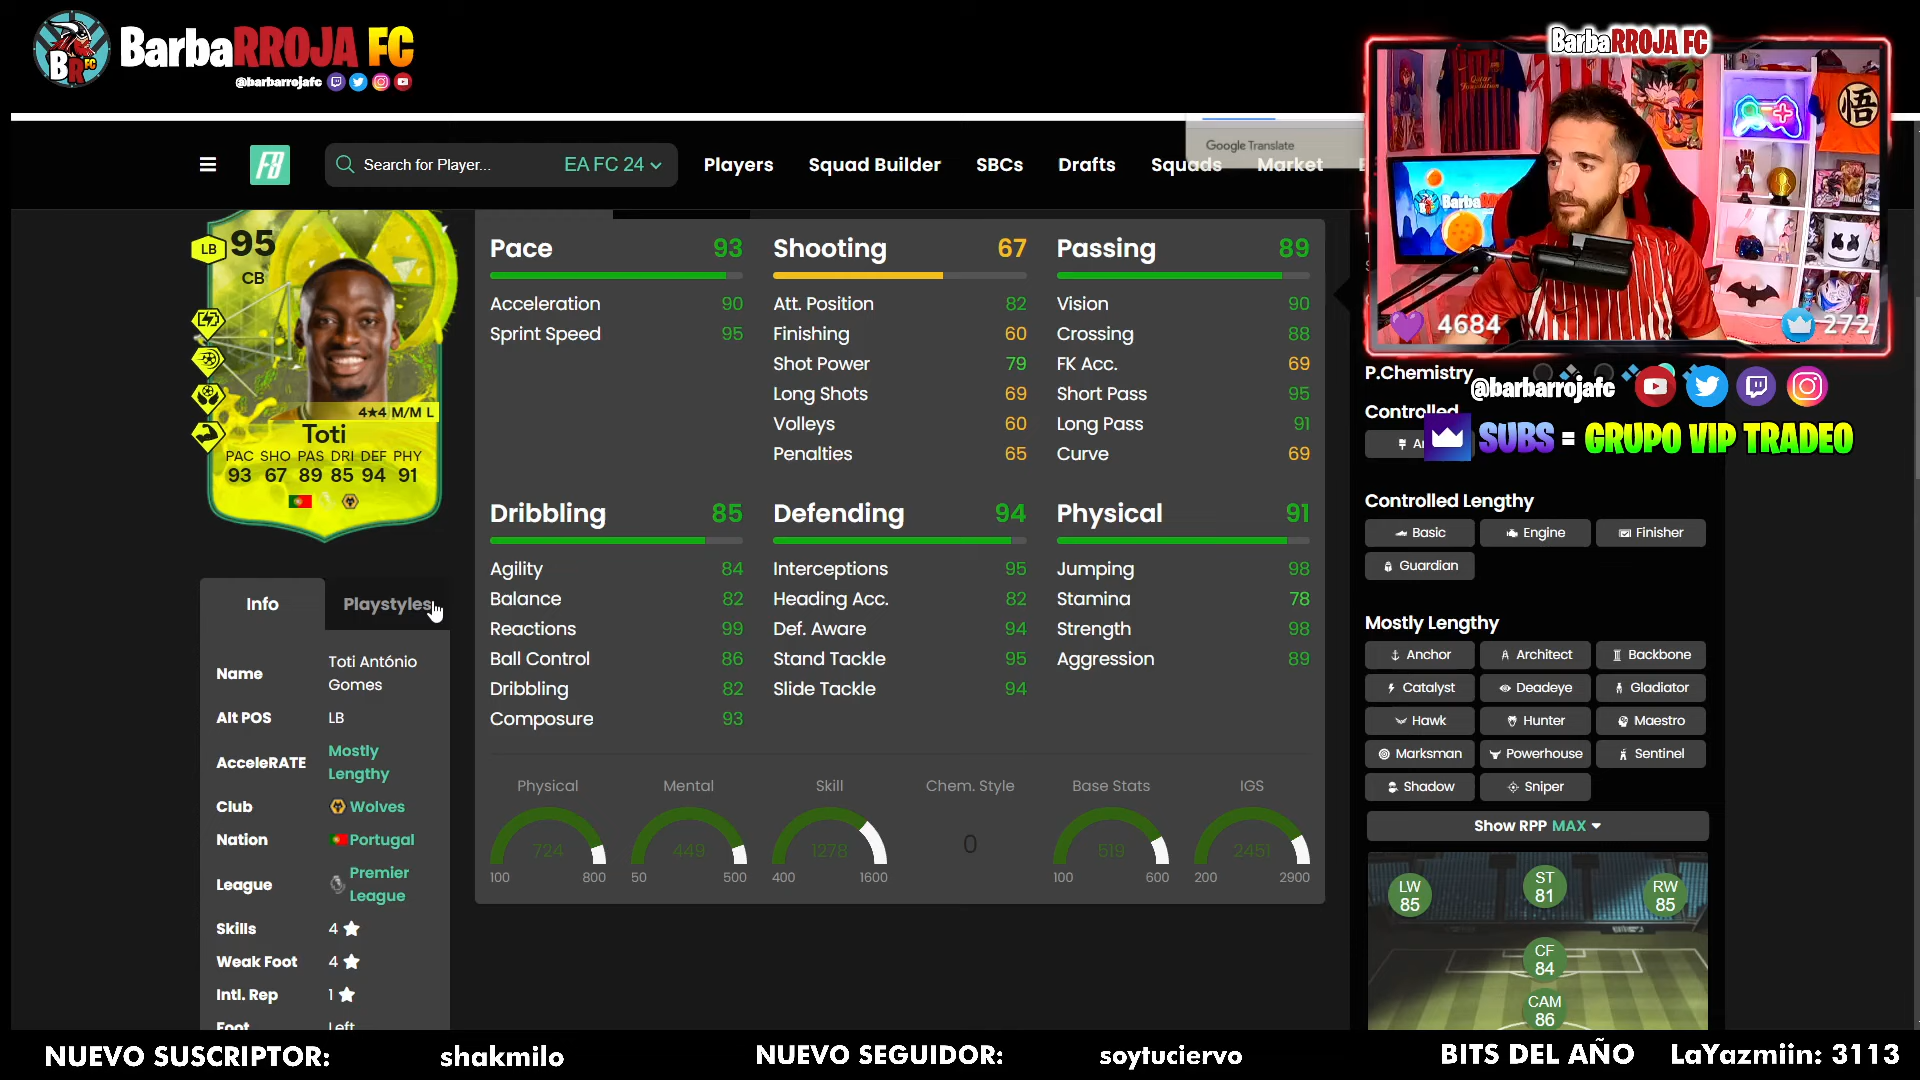 BarbaRROJA FC
@barbarrojafc
BarbaRROJA FC
Google Translate
Search for Player...
EA FC 24
Players
Squad Builder
SBCs
Drafts
Squads
Market
LB
95
CB
4★4 M/M L
Toti
PAC SHO PAS DRI DEF PHY
93 67 89 85 94 91
Info
Playstyles
Name Toti António Gomes
Alt POS LB
AcceleRATE Mostly Lengthy
Club Wolves
Nation Portugal
League Premier League
Skills 4 ★
Weak Foot 4 ★
Intl. Rep 1 ★
Foot Left
Pace 93
Acceleration 90
Sprint Speed 95
Shooting 67
Att. Position 82
Finishing 60
Shot Power 79
Long Shots 69
Volleys 60
Penalties 65
Passing 89
Vision 90
Crossing 88
FK Acc. 69
Short Pass 95
Long Pass 91
Curve 69
Dribbling 85
Agility 84
Balance 82
Reactions 99
Ball Control 86
Dribbling 82
Composure 93
Defending 94
Interceptions 95
Heading Acc. 82
Def. Aware 94
Stand Tackle 95
Slide Tackle 94
Physical 91
Jumping 98
Stamina 78
Strength 98
Aggression 89
Physical
724
100 800
Mental
449
50 500
Skill
1278
400 1600
Chem. Style
0
Base Stats
519
100 600
IGS
2451
200 2900
4684
272
P.Chemistry
@barbarrojafc
Controlled
SUBS = GRUPO VIP TRADEO
Controlled Lengthy
Basic
Engine
Finisher
Guardian
Mostly Lengthy
Anchor
Architect
Backbone
Catalyst
Deadeye
Gladiator
Hawk
Hunter
Maestro
Marksman
Powerhouse
Sentinel
Shadow
Sniper
Show RPP MAX
LW 85
ST 81
RW 85
CF 84
CAM 86
NUEVO SUSCRIPTOR: shakmilo
NUEVO SEGUIDOR: soytuciervo
BITS DEL AÑO LaYazmiin: 3113